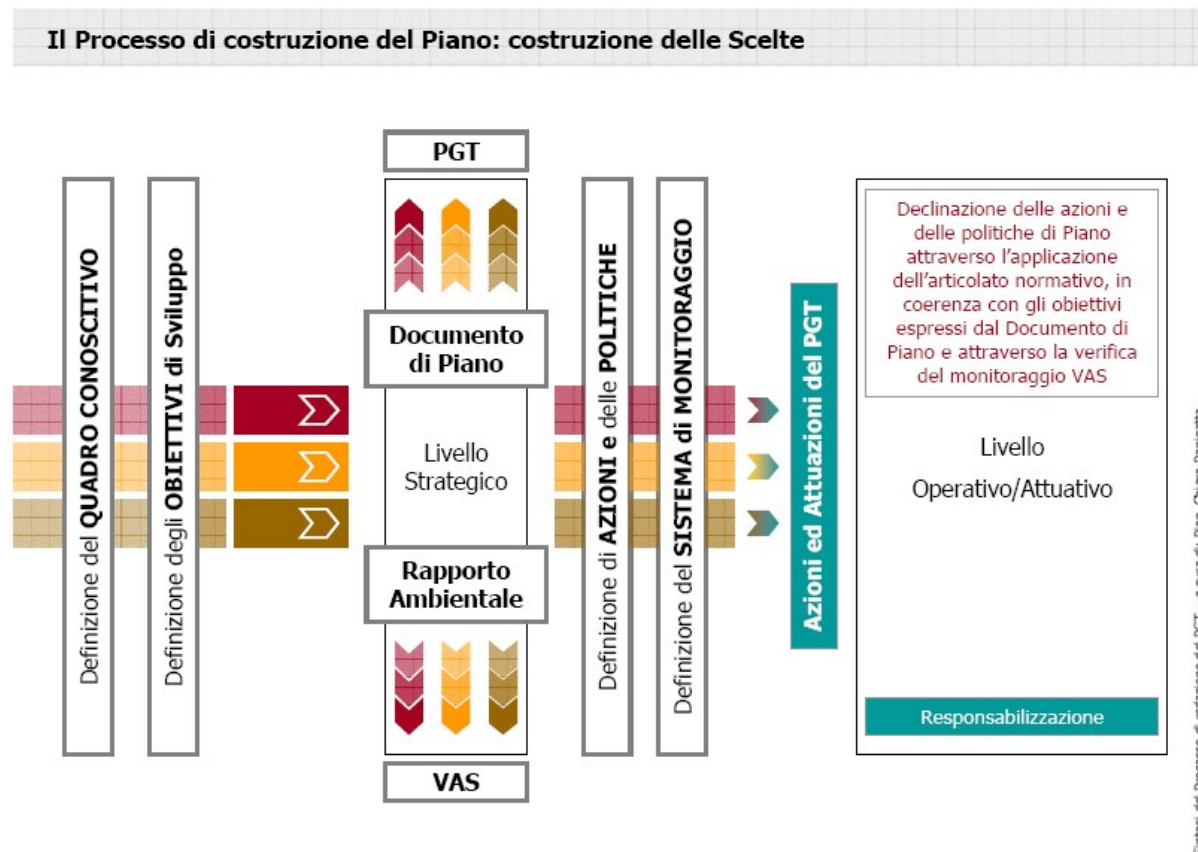 Il Processo di costruzione del Piano: costruzione delle Scelte
Definizione del QUADRO CONOSCITIVO
Definizione degli OBIETTIVI di Sviluppo
PGT
Documento
di Piano
Livello
Strategico
Rapporto
Ambientale
VAS
Definizione di AZIONI e delle POLITICHE
Definizione del SISTEMA di MONITORAGGIO
Azioni ed Attuazioni del PGT
Declinazione delle azioni e
delle politiche di Piano
attraverso l'applicazione
dell'articolato normativo, in
coerenza con gli obiettivi
espressi dal Documento di
Piano e attraverso la verifica
del monitoraggio VAS
Livello
Operativo/Attuativo
Responsabilizzazione